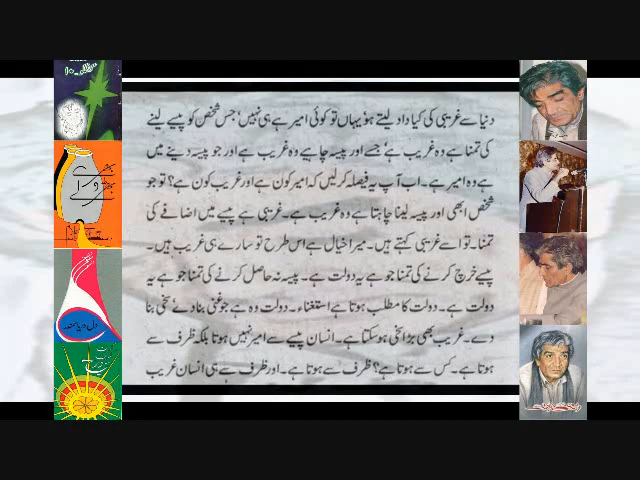 دنیا سے غریبی کی کیا داد لیتے ہو، یہاں تو کوئی امیر ہے ہی نہیں، جس شخص کو پیسے لینے
کی تمنا ہے وہ غریب ہے، جسے اور پیسہ چاہیے وہ غریب ہے اور جو پیسہ دینے میں
ہے وہ امیر ہے۔ اب آپ یہ فیصلہ کرلیں کہ امیر کون ہے اور غریب کون ہے؟ تو جو
شخص ابھی اور پیسہ لینا چاہتا ہے وہ غریب ہے۔ غریبی ہے پیسے میں اضافے کی
تمنا۔ تو اسے غریبی کہتے ہیں۔ میرا خیال ہے اس طرح تو سارے ہی غریب ہیں۔
پیسے خرچ کرنے کی تمنا جو ہے یہ دولت ہے۔ پیسہ نہ حاصل کرنے کی تمنا جو ہے یہ
دولت ہے۔ دولت کا مطلب ہوتا ہے استغناء۔ دولت وہ ہے جو غنی بنا دے، سخی بنا
دے۔ غریب بھی بڑا سخی ہوسکتا ہے۔ انسان پیسے سے امیر نہیں ہوتا بلکہ ظرف سے
ہوتا ہے۔ کس سے ہوتا ہے؟ ظرف سے ہوتا ہے۔ اور ظرف سے ہی انسان غریب
دل دریا سمندر